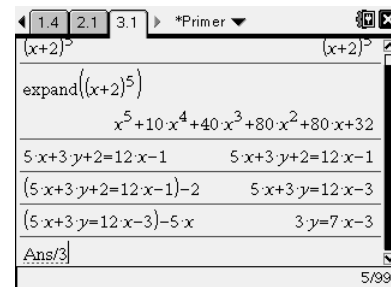 1.4 2.1 3.1 *Primer
(x+2)^5 (x+2)^5
expand((x+2)^5)
x^5+10·x^4+40·x^3+80·x^2+80·x+32
5·x+3·y+2=12·x−1 5·x+3·y+2=12·x−1
(5·x+3·y+2=12·x−1)−2 5·x+3·y=12·x−3
(5·x+3·y=12·x−3)−5·x 3·y=7·x−3
Ans/3
5/99